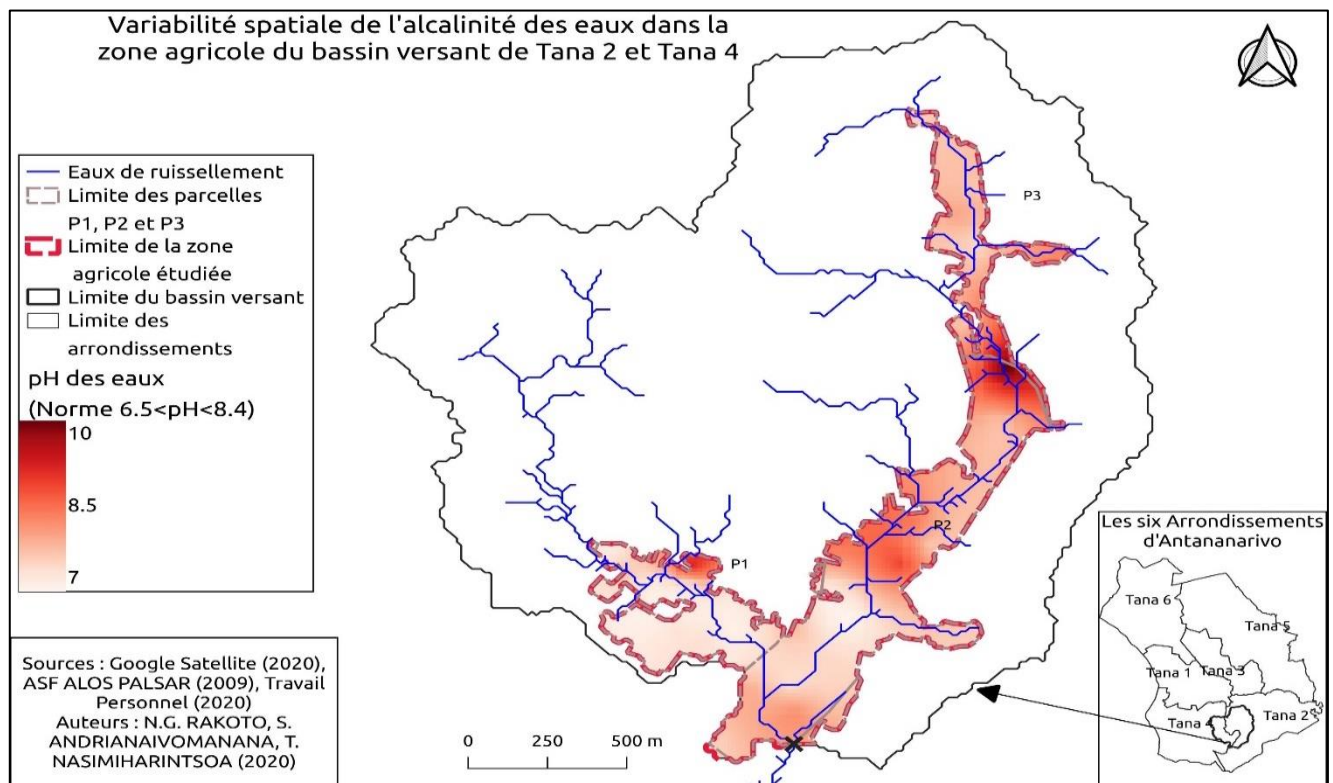 Variabilité spatiale de l'alcalinité des eaux dans la
zone agricole du bassin versant de Tana 2 et Tana 4
Eaux de ruissellement
Limite des parcelles
P1, P2 et P3
Limite de la zone
agricole étudiée
Limite du bassin versant
Limite des
arrondissements
pH des eaux
(Norme 6.5<pH<8.4)
10
8.5
7
P3
P2
P1
Sources : Google Satellite (2020),
ASF ALOS PALSAR (2009), Travail
Personnel (2020)
Auteurs : N.G. RAKOTO, S.
ANDRIANAIVOMANANA, T.
NASIMIHARINTSOA (2020)
0 250 500 m
Les six Arrondissements
d'Antananarivo
Tana 6
Tana 5
Tana 1
Tana 3
Tana 4
Tana 2